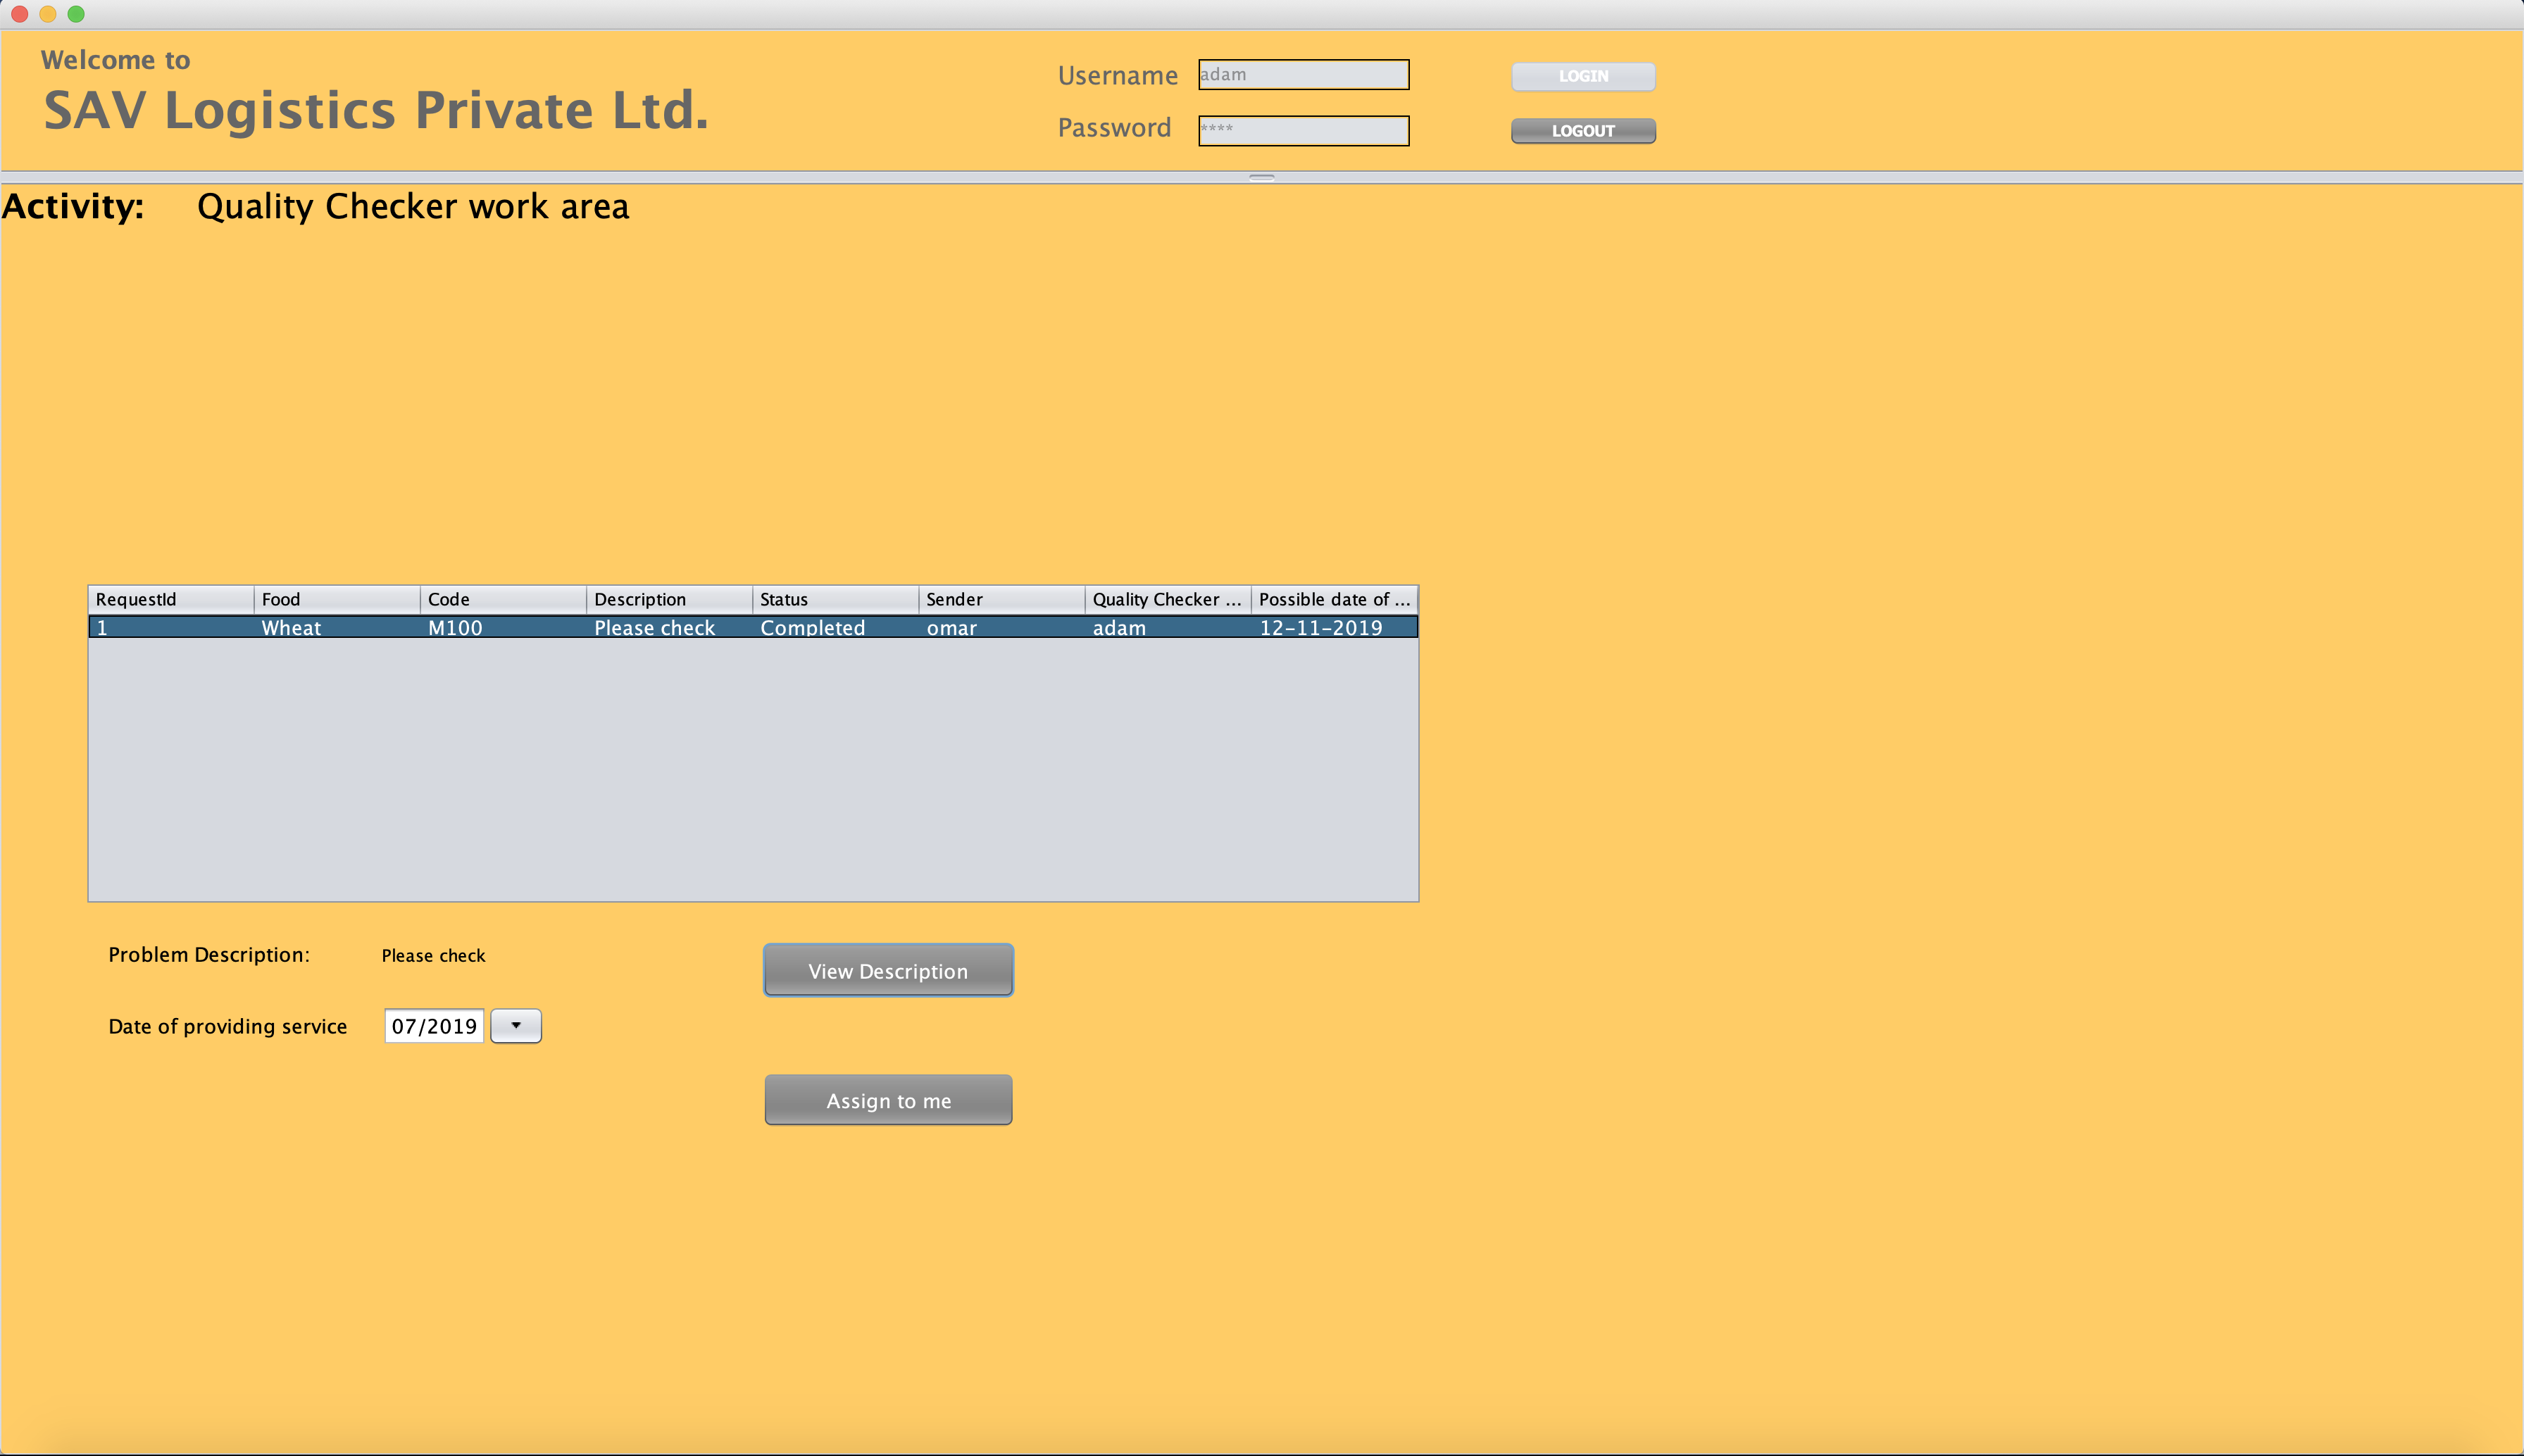 Welcome to
SAV Logistics Private Ltd.
Username adam LOGIN
Password **** LOGOUT
Activity: Quality Checker work area
RequestId Food Code Description Status Sender Quality Checker ... Possible date of ...
1 Wheat M100 Please check Completed omar adam 12-11-2019
Problem Description: Please check View Description
Date of providing service 07/2019
Assign to me